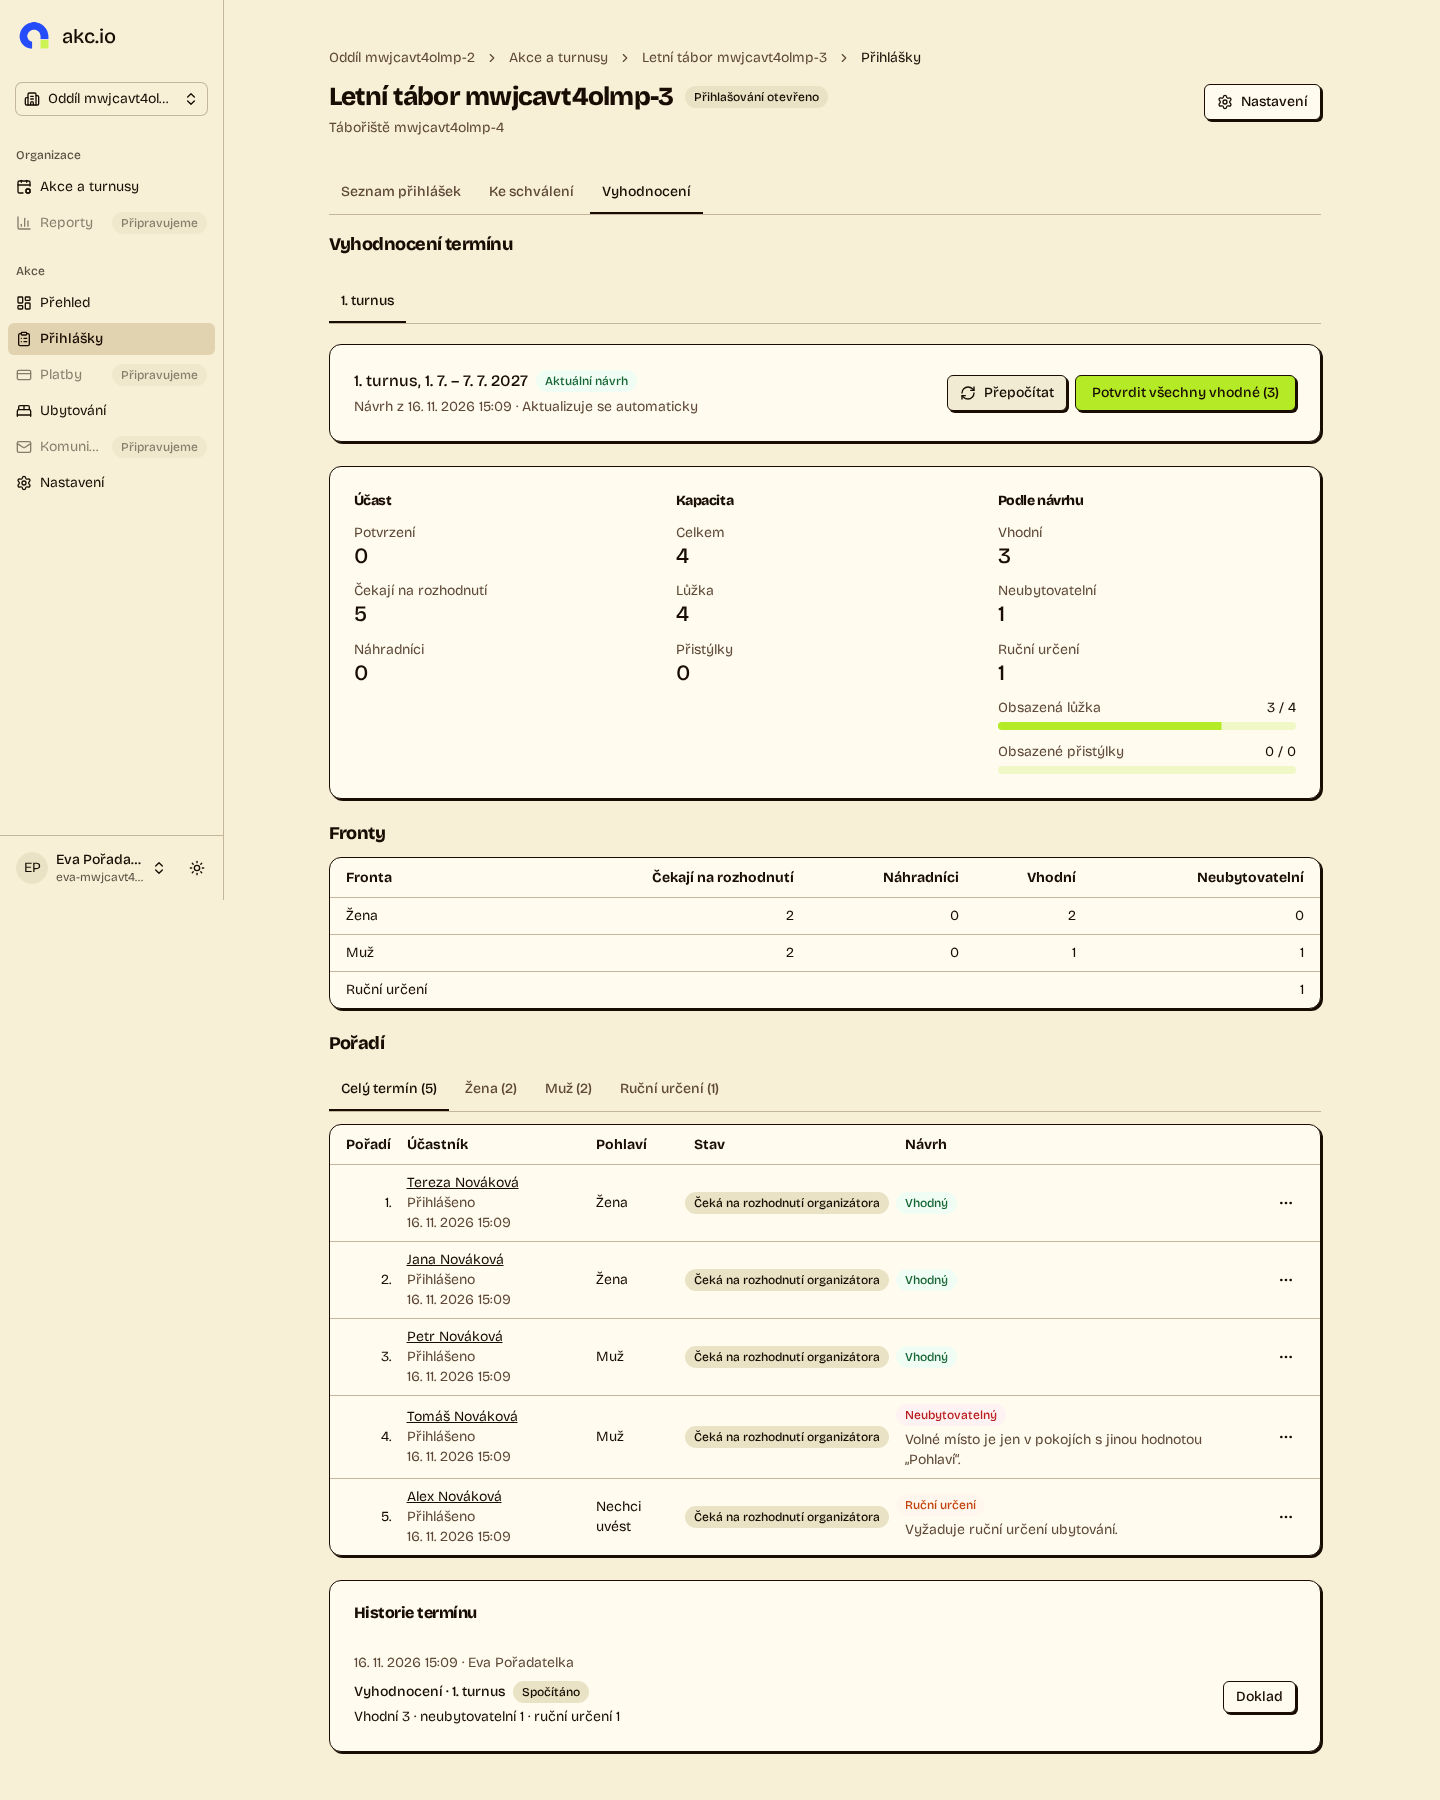 akc.io
Oddíl mwjcavt4ol...
Organizace
Akce a turnusy
Reporty
Připravujeme
Akce
Přehled
Přihlášky
Platby
Připravujeme
Ubytování
Komuni...
Připravujeme
Nastavení
EP
Eva Pořada...
eva-mwjcavt4...
Oddíl mwjcavt4olmp-2 > Akce a turnusy > Letní tábor mwjcavt4olmp-3 > Přihlášky
Letní tábor mwjcavt4olmp-3 Přihlašování otevřeno
Nastavení
Tábořiště mwjcavt4olmp-4
Seznam přihlášek Ke schválení Vyhodnocení
Vyhodnocení termínu
1. turnus
1. turnus, 1. 7. – 7. 7. 2027 Aktuální návrh
Návrh z 16. 11. 2026 15:09 · Aktualizuje se automaticky
Přepočítat Potvrdit všechny vhodné (3)
Účast
Potvrzení
0
Čekají na rozhodnutí
5
Náhradníci
0
Kapacita
Celkem
4
Lůžka
4
Přistýlky
0
Podle návrhu
Vhodní
3
Neubytovatelní
1
Ruční určení
1
Obsazená lůžka 3 / 4
Obsazené přistýlky 0 / 0
Fronty
Fronta Čekají na rozhodnutí Náhradníci Vhodní Neubytovatelní
Žena 2 0 2 0
Muž 2 0 1 1
Ruční určení 1
Pořadí
Celý termín (5) Žena (2) Muž (2) Ruční určení (1)
Pořadí Účastník Pohlaví Stav Návrh
1. Tereza Nováková
Přihlášeno
16. 11. 2026 15:09
Žena
Čeká na rozhodnutí organizátora
Vhodný
2. Jana Nováková
Přihlášeno
16. 11. 2026 15:09
Žena
Čeká na rozhodnutí organizátora
Vhodný
3. Petr Nováková
Přihlášeno
16. 11. 2026 15:09
Muž
Čeká na rozhodnutí organizátora
Vhodný
4. Tomáš Nováková
Přihlášeno
16. 11. 2026 15:09
Muž
Čeká na rozhodnutí organizátora
Neubytovatelný
Volné místo je jen v pokojích s jinou hodnotou
„Pohlaví“.
5. Alex Nováková
Přihlášeno
16. 11. 2026 15:09
Nechci
uvést
Čeká na rozhodnutí organizátora
Ruční určení
Vyžaduje ruční určení ubytování.
Historie termínu
16. 11. 2026 15:09 · Eva Pořadatelka
Vyhodnocení · 1. turnus Spočítáno
Vhodní 3 · neubytovatelní 1 · ruční určení 1
Doklad